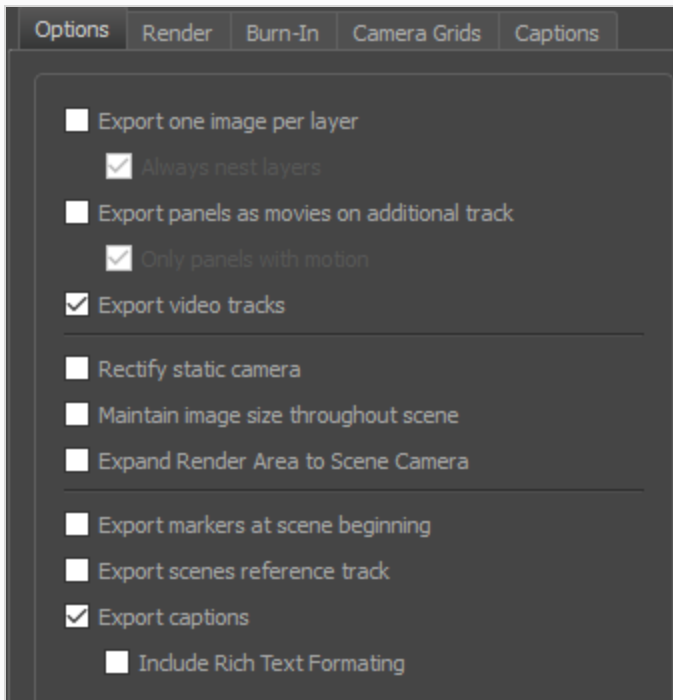 Options Render Burn-In Camera Grids Captions
Export one image per layer
Always nest layers
Export panels as movies on additional track
Only panels with motion
Export video tracks
Rectify static camera
Maintain image size throughout scene
Expand Render Area to Scene Camera
Export markers at scene beginning
Export scenes reference track
Export captions
Include Rich Text Formating